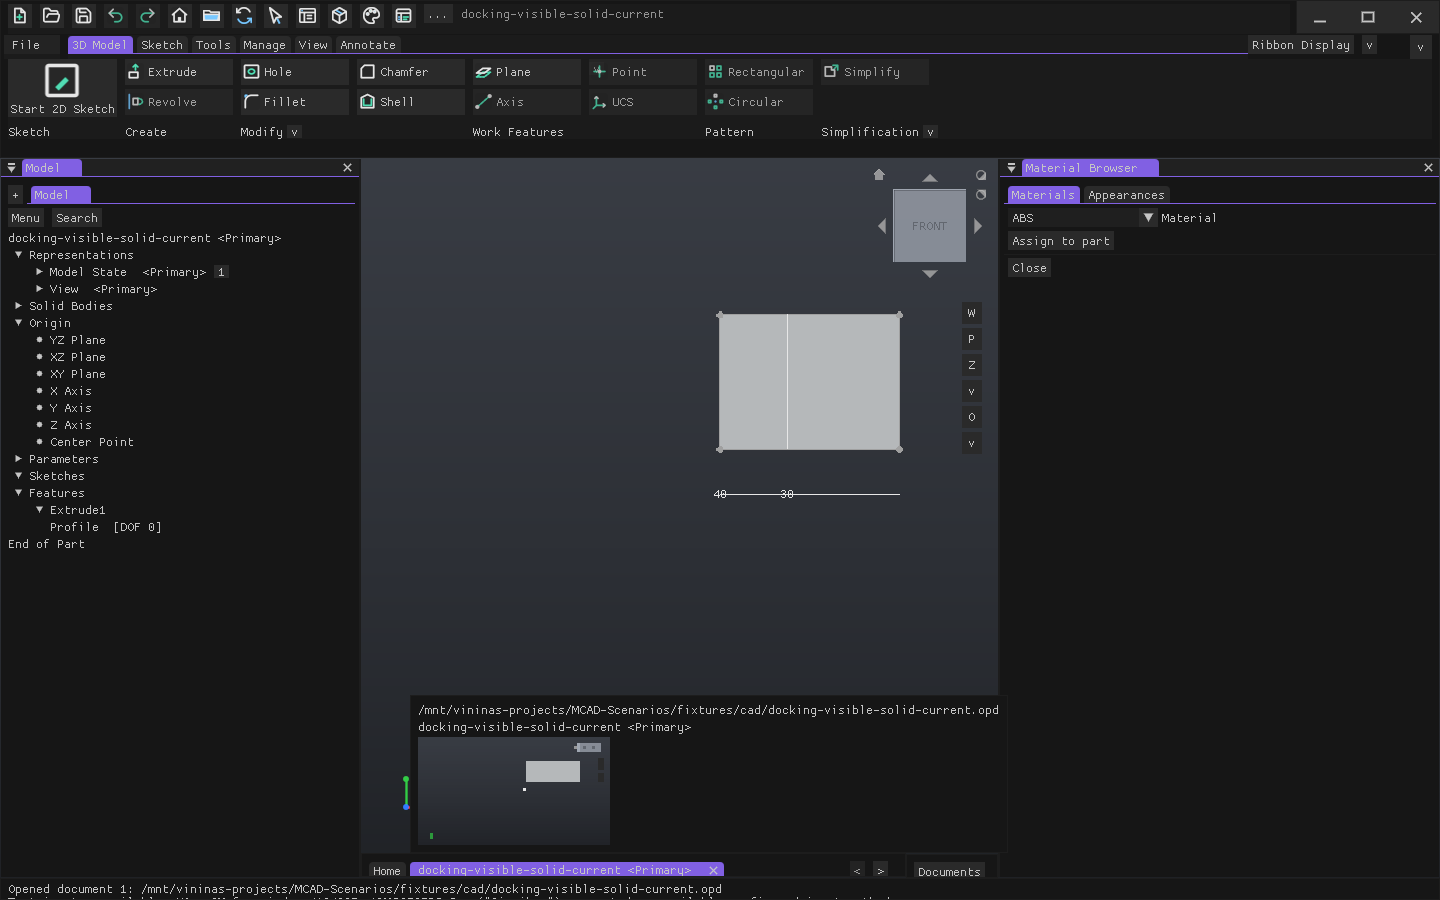 ... docking-visible-solid-current
File 3D Model Sketch Tools Manage View Annotate Ribbon Display v v
Start 2D Sketch
Extrude Hole Chamfer Plane Point Rectangular Simplify
Revolve Fillet Shell Axis UCS Circular
Sketch Create Modify v Work Features Pattern Simplification v
Model
+ Model
Menu Search
docking-visible-solid-current <Primary>
Representations
Model State <Primary> 1
View <Primary>
Solid Bodies
Origin
YZ Plane
XZ Plane
XY Plane
X Axis
Y Axis
Z Axis
Center Point
Parameters
Sketches
Features
Extrude1
Profile [DOF 0]
End of Part
FRONT
W
P
Z
v
O
v
40 30
/mnt/vininas-projects/MCAD-Scenarios/fixtures/cad/docking-visible-solid-current.opd
docking-visible-solid-current <Primary>
Home docking-visible-solid-current <Primary> < > Documents
Material Browser
Materials Appearances
ABS Material
Assign to part
Close
Opened document 1: /mnt/vininas-projects/MCAD-Scenarios/fixtures/cad/docking-visible-solid-current.opd